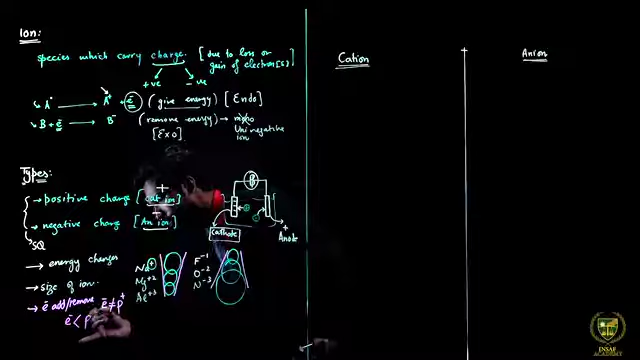 Ion:
Species which carry charge. [due to loss or gain of electron(s)]
+ve -ve
A° → A⁺ + ē (give energy) [Endo]
B + ē → B⁻ (remove energy) → Uninegative ion
[Exo]
Types:
→ positive charge [Cation]
→ negative charge [Anion]
SQ
→ energy changes
→ size of ion.
→ ē add/remove ē ≠ p⁺
ē < p
Na⁺
Mg⁺²
Al⁺³
F⁻¹
O⁻²
N⁻³
Cathode
Anode
Cation
Anion
INSAF
ACADEMY